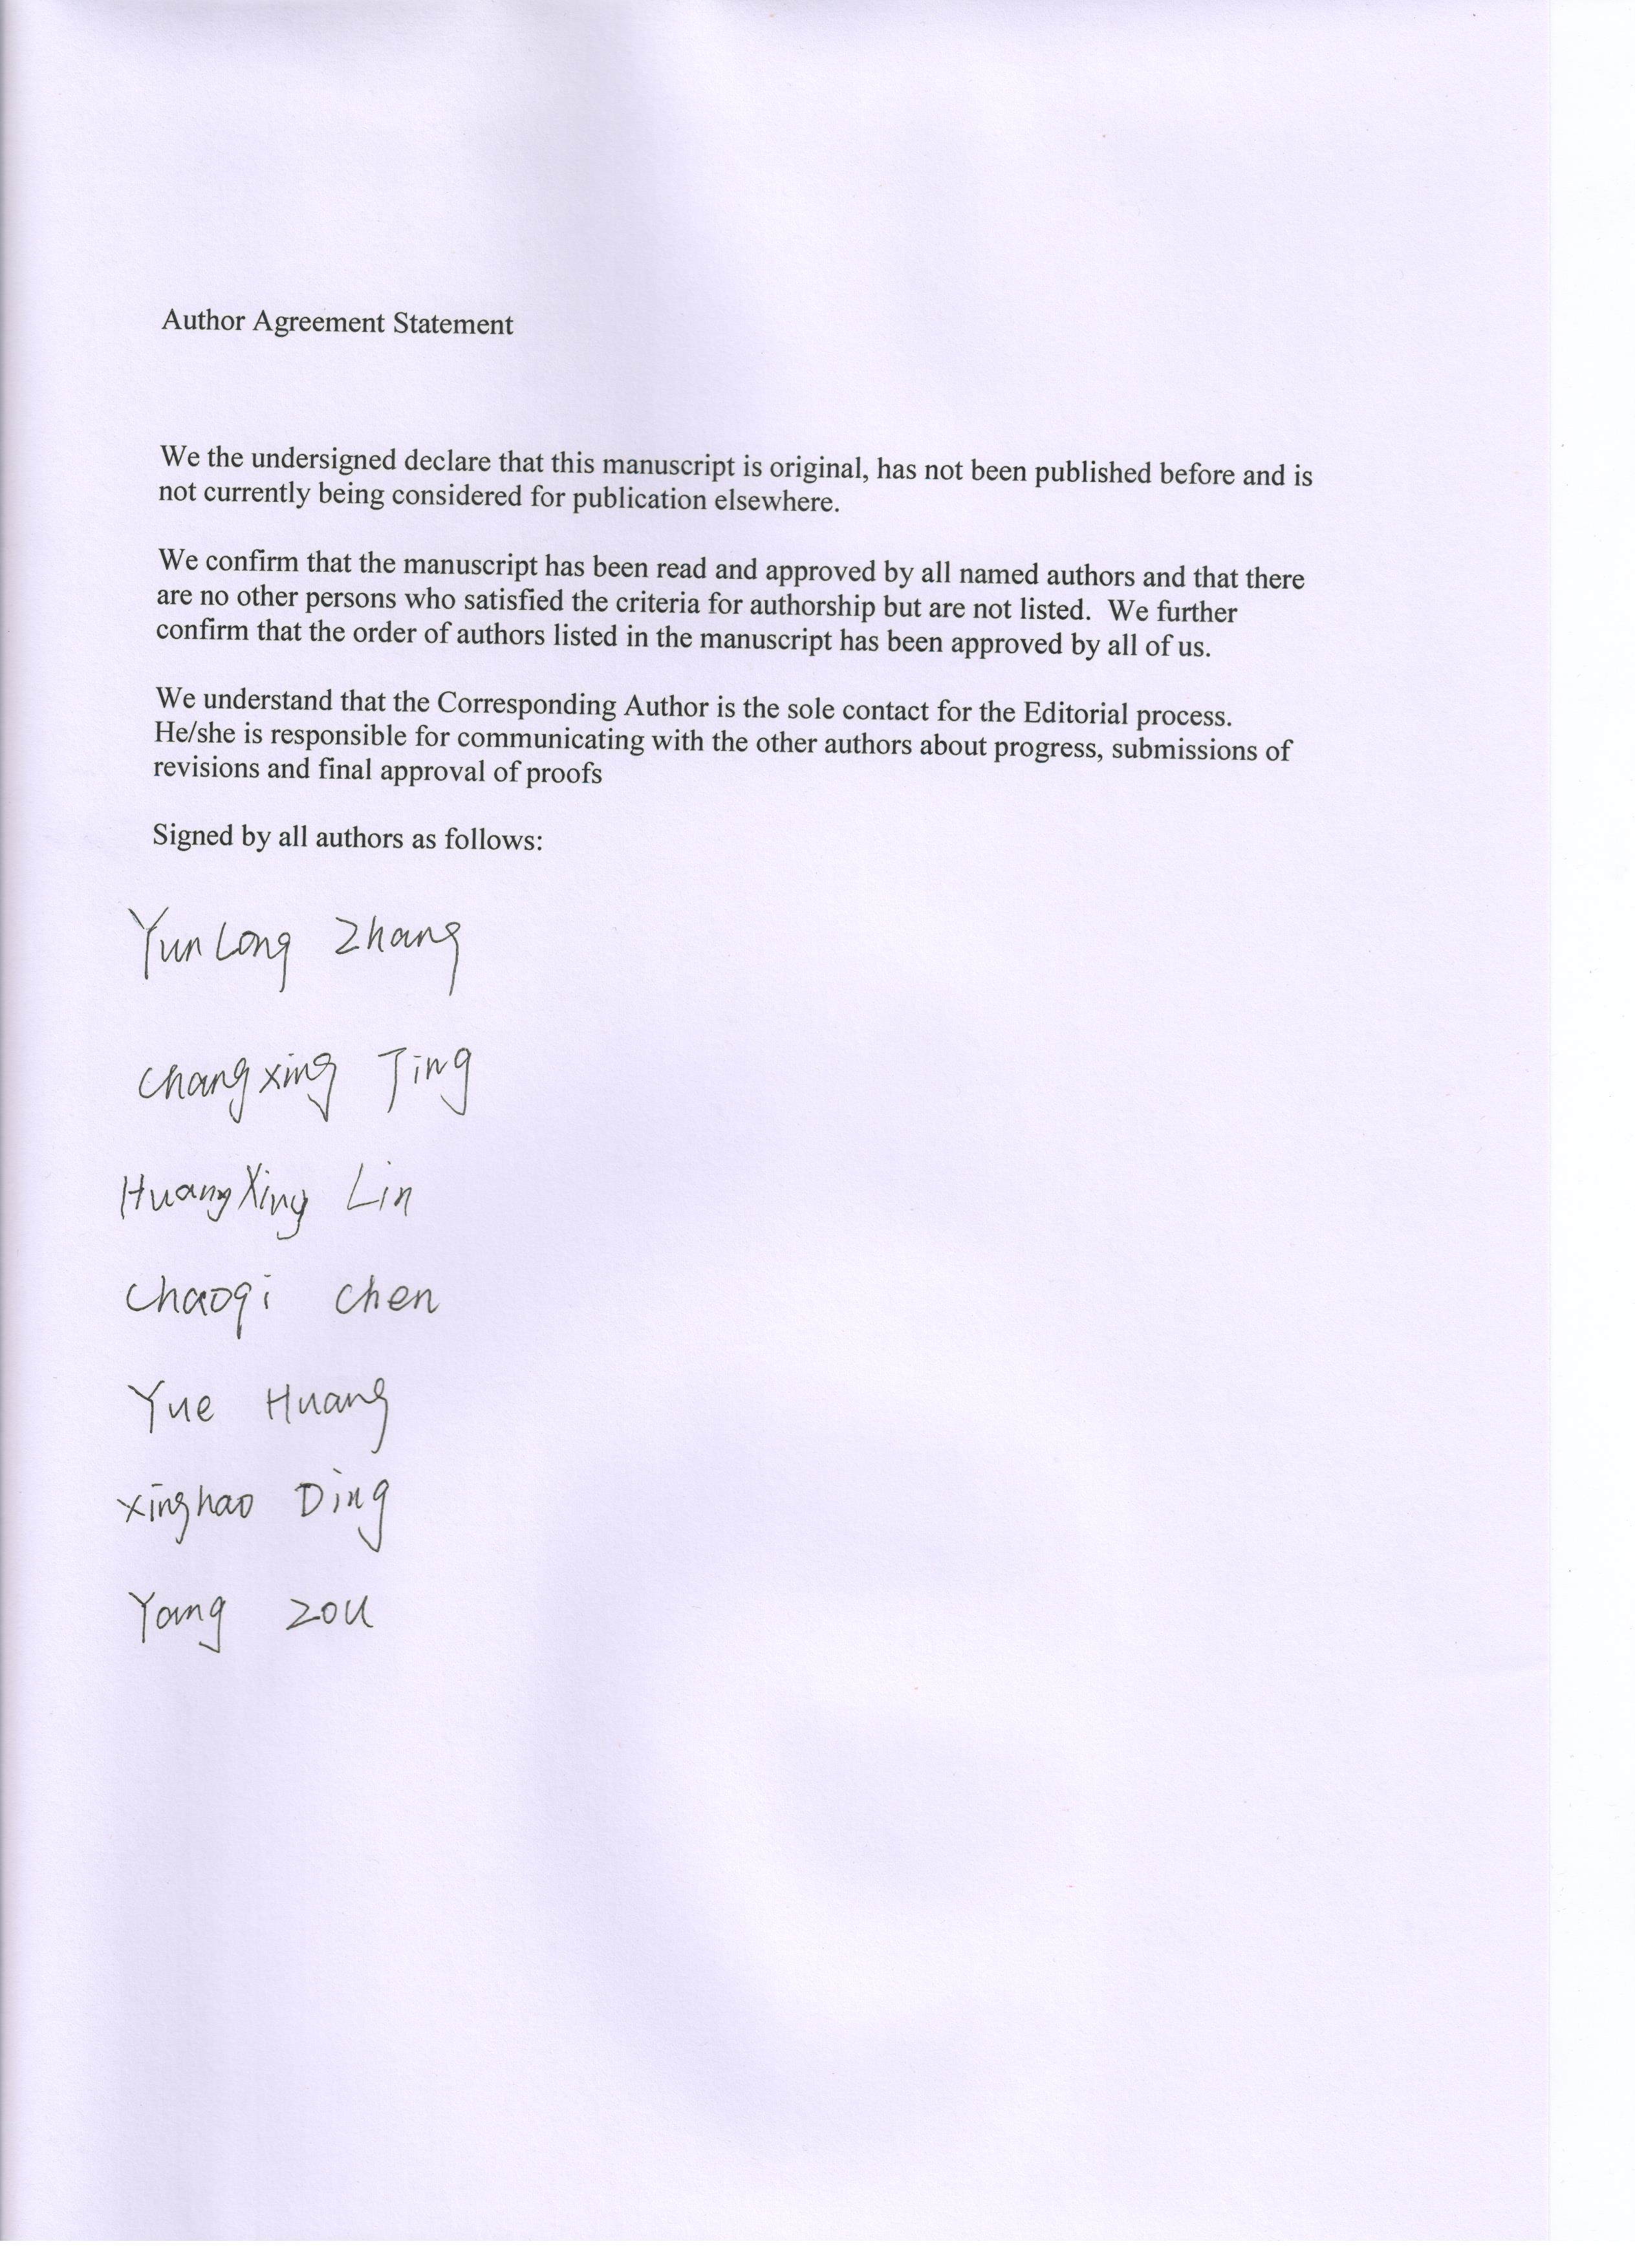 Author Agreement Statement
We the undersigned declare that this manuscript is original, has not been published before and is
not currently being considered for publication elsewhere.
We confirm that the manuscript has been read and approved by all named authors and that there
are no other persons who satisfied the criteria for authorship but are not listed.  We further
confirm that the order of authors listed in the manuscript has been approved by all of us.
We understand that the Corresponding Author is the sole contact for the Editorial process.
He/she is responsible for communicating with the other authors about progress, submissions of
revisions and final approval of proofs
Signed by all authors as follows:
YunLong Zhang
Changxing Jing
HuangXing Lin
Chaoqi Chen
Yue Huang
Xinghao Ding
Yang Zou